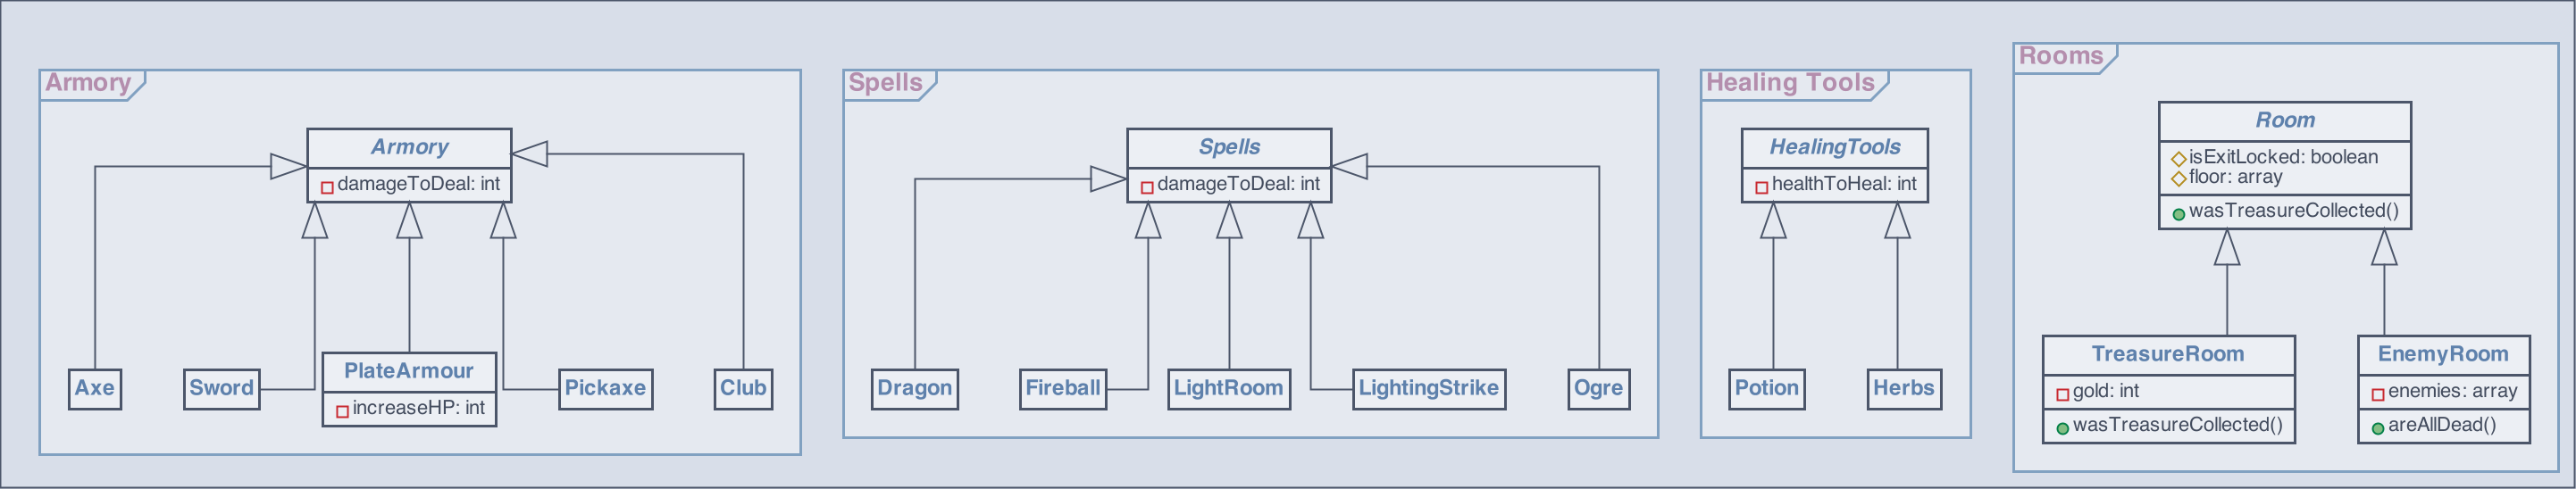 Armory
Armory
damageToDeal: int
Axe
Sword
PlateArmour
increaseHP: int
Pickaxe
Club
Spells
Spells
damageToDeal: int
Dragon
Fireball
LightRoom
LightingStrike
Ogre
Healing Tools
HealingTools
healthToHeal: int
Potion
Herbs
Rooms
Room
isExitLocked: boolean
floor: array
wasTreasureCollected()
TreasureRoom
gold: int
wasTreasureCollected()
EnemyRoom
enemies: array
areAllDead()